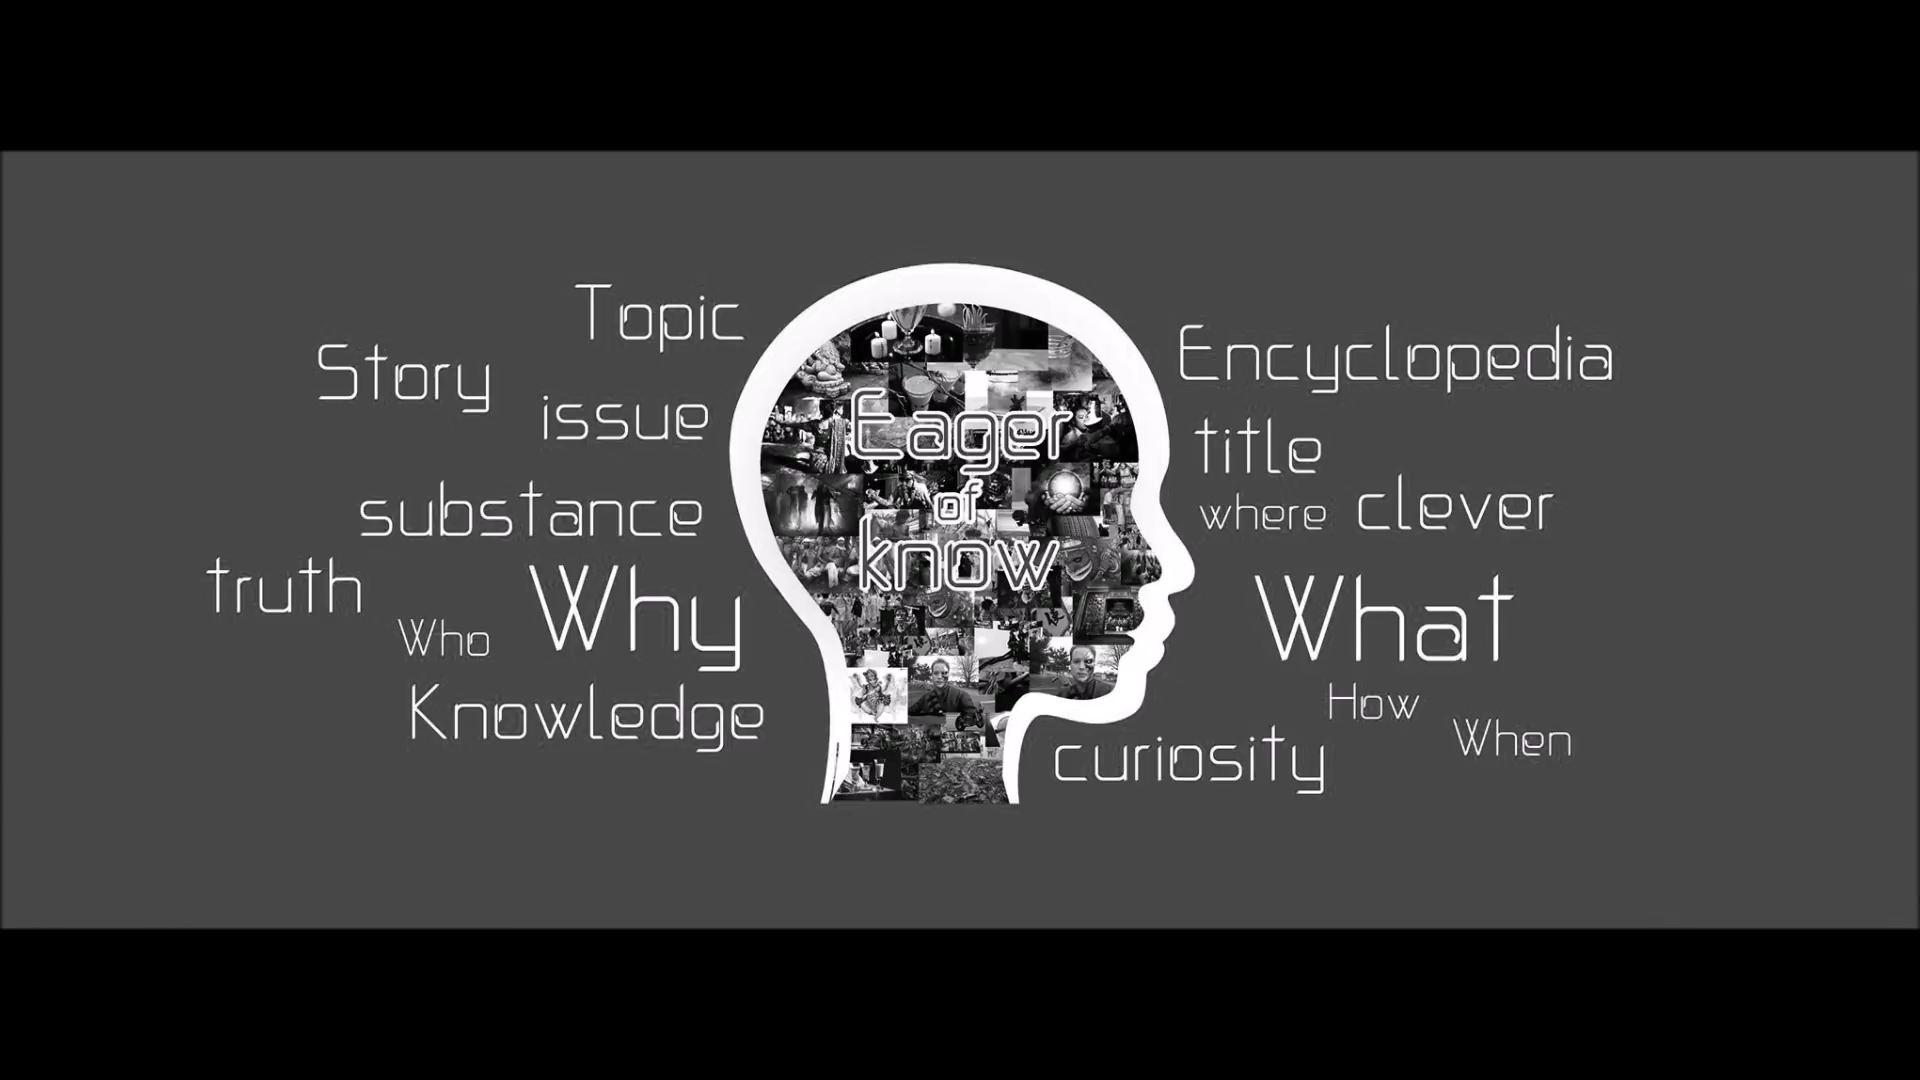 Topic
Story
issue
substance
truth
Who
Why
Knowledge
Eager
of
know
Encyclopedia
title
where
clever
What
How
When
curiosity